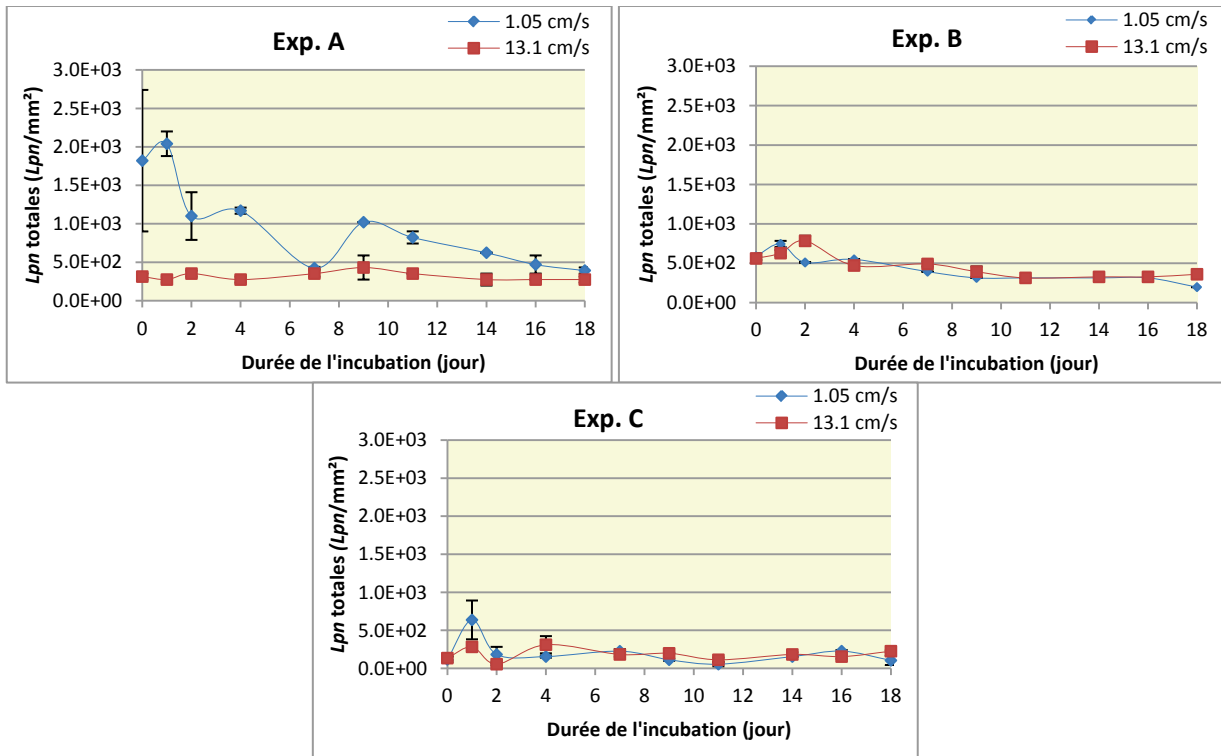 Exp. A
1.05 cm/s
13.1 cm/s
Lpn totales (Lpn/mm²)
3.0E+03
2.5E+03
2.0E+03
1.5E+03
1.0E+03
5.0E+02
0.0E+00
0 2 4 6 8 10 12 14 16 18
Durée de l'incubation (jour)
Exp. B
1.05 cm/s
13.1 cm/s
Lpn totales (Lpn/mm²)
3.0E+03
2.5E+03
2.0E+03
1.5E+03
1.0E+03
5.0E+02
0.0E+00
0 2 4 6 8 10 12 14 16 18
Durée de l'incubation (jour)
Exp. C
1.05 cm/s
13.1 cm/s
Lpn totales (Lpn/mm²)
3.0E+03
2.5E+03
2.0E+03
1.5E+03
1.0E+03
5.0E+02
0.0E+00
0 2 4 6 8 10 12 14 16 18
Durée de l'incubation (jour)